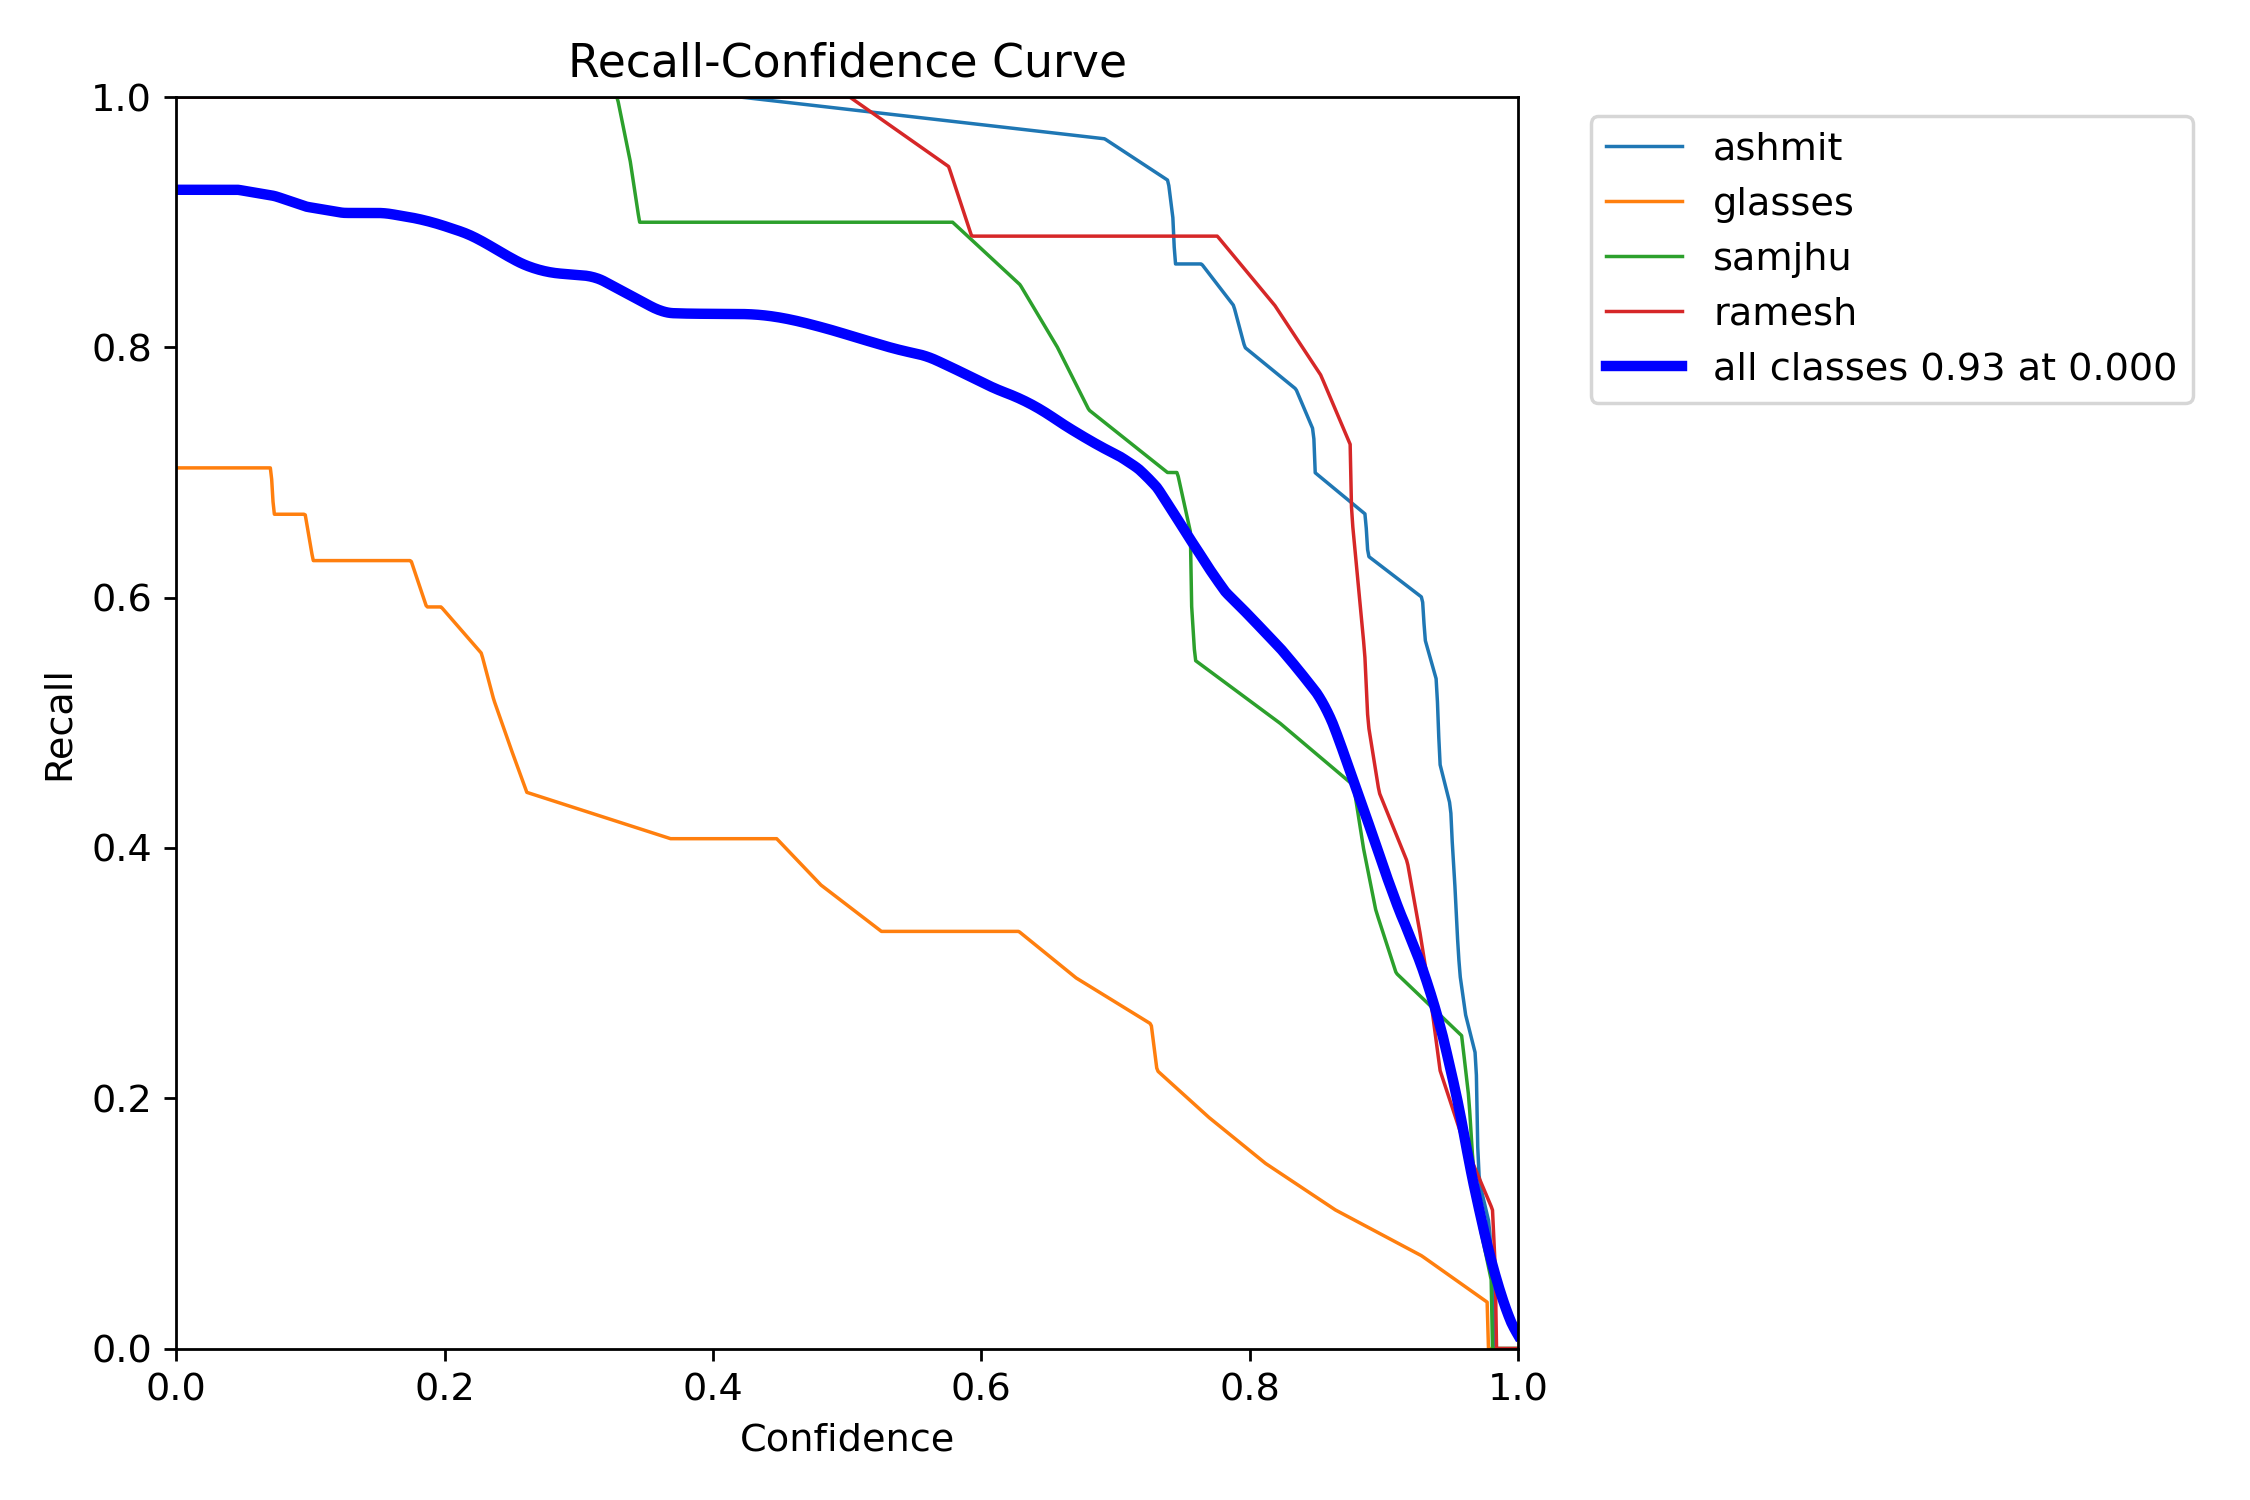 Recall-Confidence Curve
1.0
0.8
0.6
0.4
0.2
0.0
Recall
0.0 0.2 0.4 0.6 0.8 1.0
Confidence
ashmit
glasses
samjhu
ramesh
all classes 0.93 at 0.000